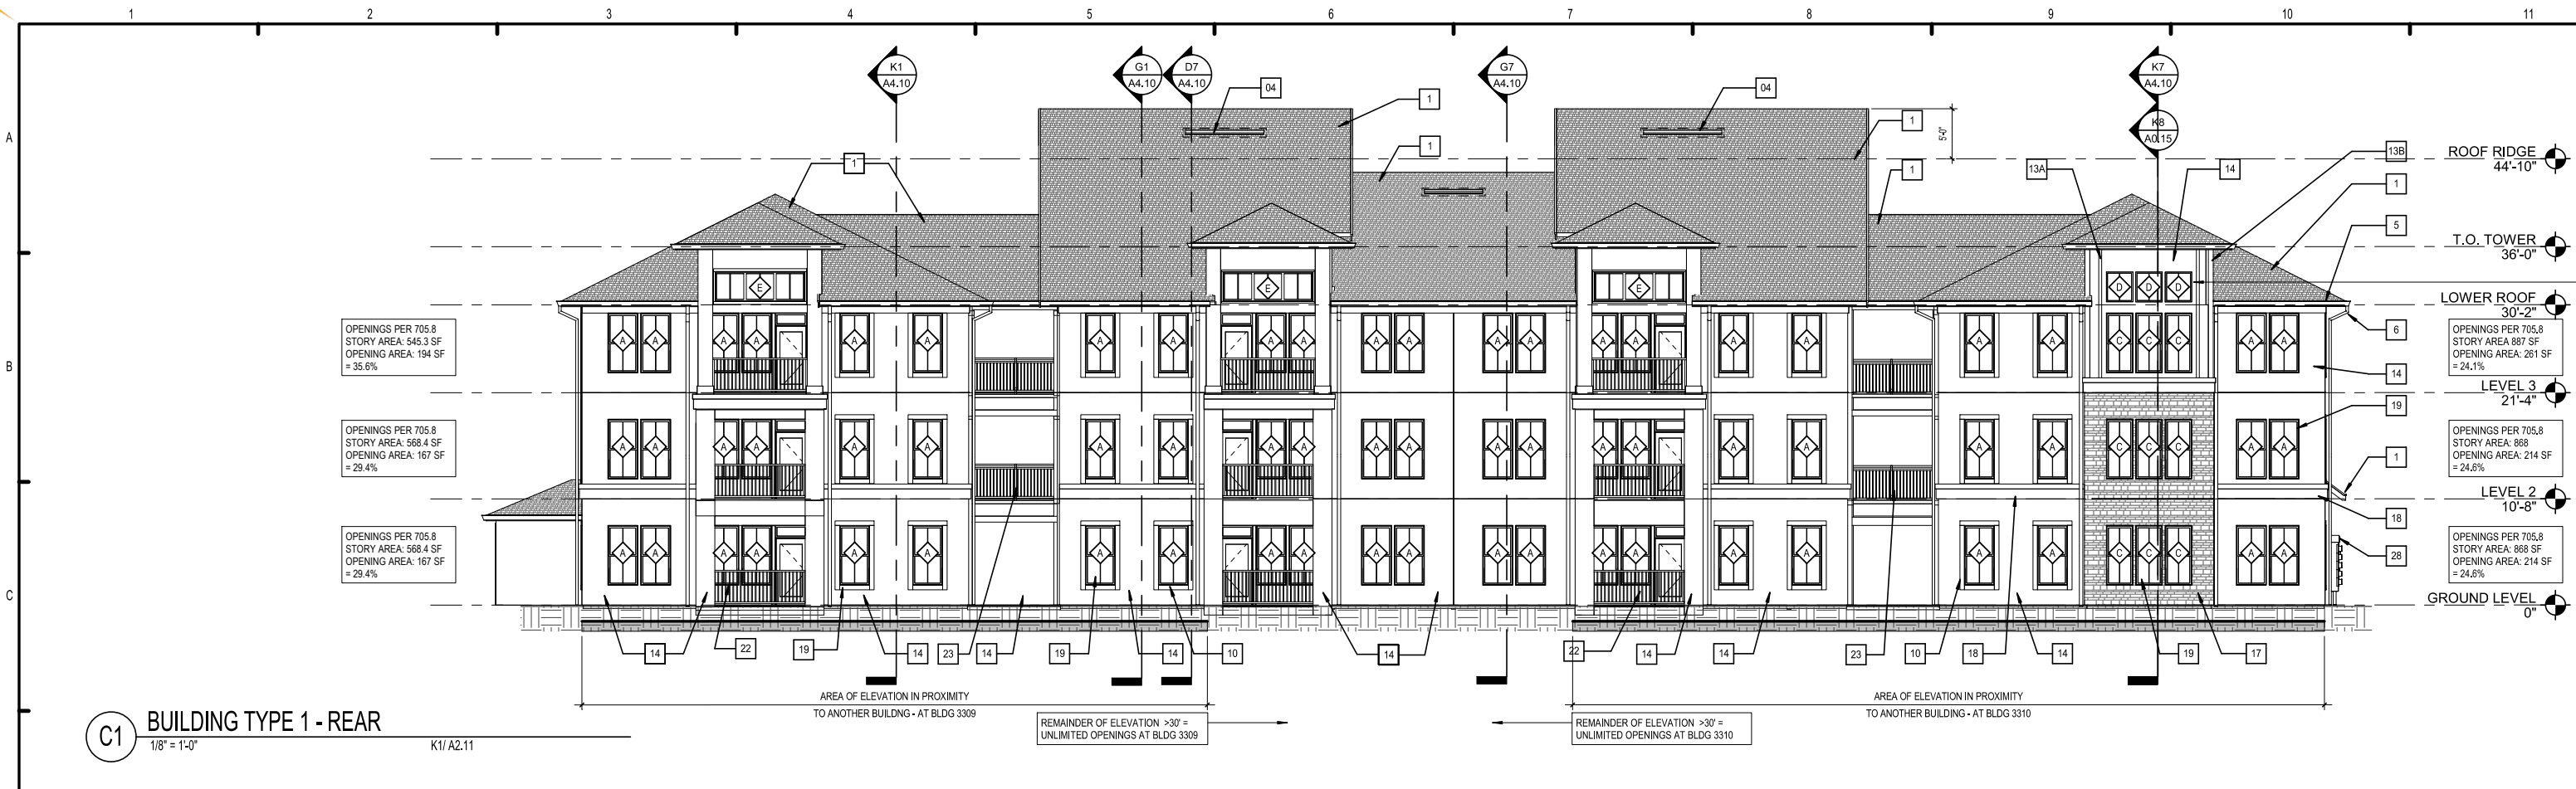 1 2 3 4 5 6 7 8 9 10 11
K1
A4.10
G1
A4.10
D7
A4.10
G7
A4.10
K7
A4.10
K8
A0.15
04
1
04
1
1
1
1
5'-0"
13A
14
13B
1
5
6
14
19
1
18
28
A
B
C
ROOF RIDGE
44'-10"
T.O. TOWER
36'-0"
LOWER ROOF
30'-2"
LEVEL 3
21'-4"
LEVEL 2
10'-8"
GROUND LEVEL
0"
E E E D D D
OPENINGS PER 705.8
STORY AREA: 545.3 SF
OPENING AREA: 194 SF
= 35.6%
A A A A A A A A A A A A A A A A A A A A A C C C A A
OPENINGS PER 705.8
STORY AREA 887 SF
OPENING AREA: 261 SF
= 24.1%
OPENINGS PER 705.8
STORY AREA: 568.4 SF
OPENING AREA: 167 SF
= 29.4%
A A A A A A A A A A A A A A A A A A A A A C C C A A
OPENINGS PER 705.8
STORY AREA: 868
OPENING AREA: 214 SF
= 24.6%
OPENINGS PER 705.8
STORY AREA: 568.4 SF
OPENING AREA: 167 SF
= 29.4%
A A A A A A A A A A A A A A A A A A A A A C C C A A
OPENINGS PER 705.8
STORY AREA: 868 SF
OPENING AREA: 214 SF
= 24.6%
14 22 19 14 23 14 19 14 10 14 22 14 14 23 10 18 14 19 17
AREA OF ELEVATION IN PROXIMITY
TO ANOTHER BUILDNG - AT BLDG 3309
REMAINDER OF ELEVATION >30' =
UNLIMITED OPENINGS AT BLDG 3309
REMAINDER OF ELEVATION >30' =
UNLIMITED OPENINGS AT BLDG 3310
AREA OF ELEVATION IN PROXIMITY
TO ANOTHER BUILDING - AT BLDG 3310
C1
BUILDING TYPE 1 - REAR
1/8" = 1'-0"
K1/ A2.11